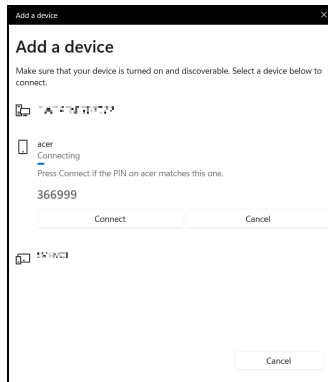 Add a device
Add a device
Make sure that your device is turned on and discoverable. Select a device below to
connect.
acer
Connecting
Press Connect if the PIN on acer matches this one.
366999
Connect Cancel
Cancel